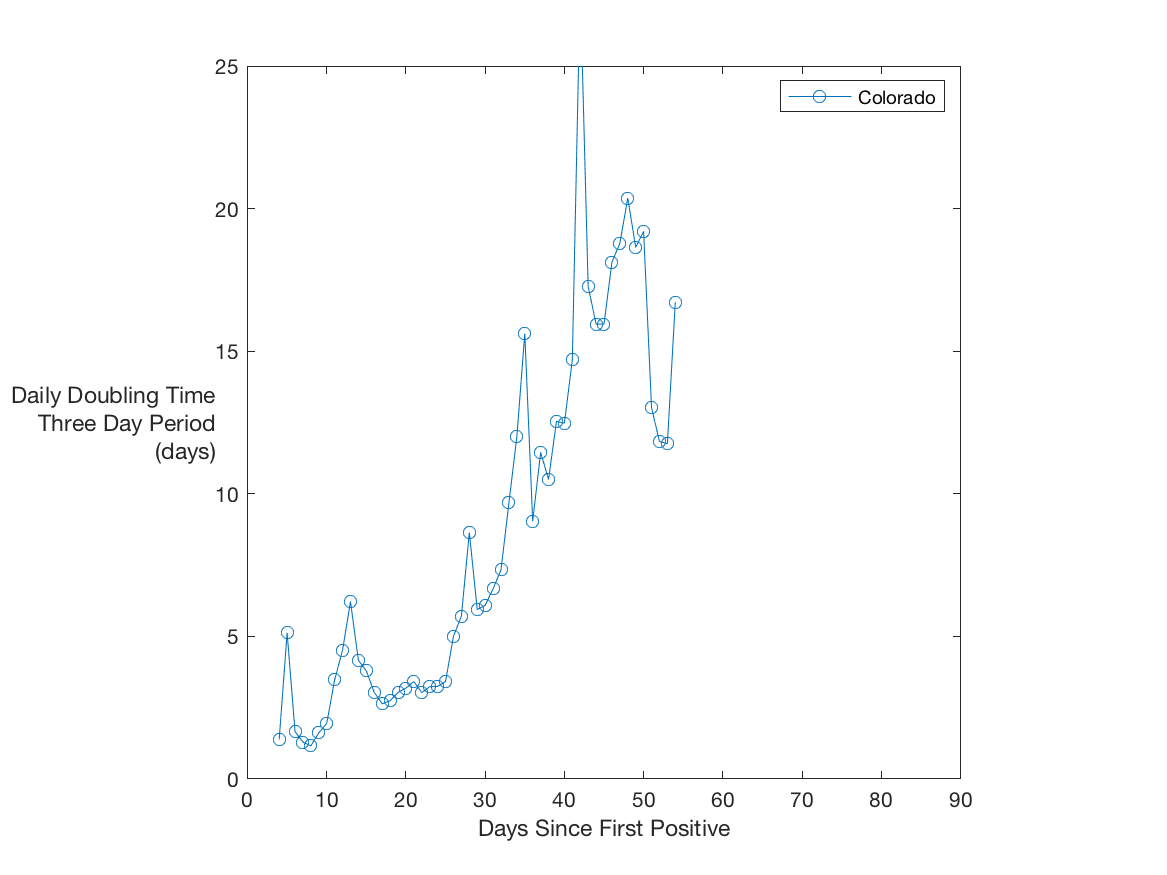 25
Colorado
20
15
Daily Doubling Time
Three Day Period
(days)
10
5
0
0 10 20 30 40 50 60 70 80 90
Days Since First Positive